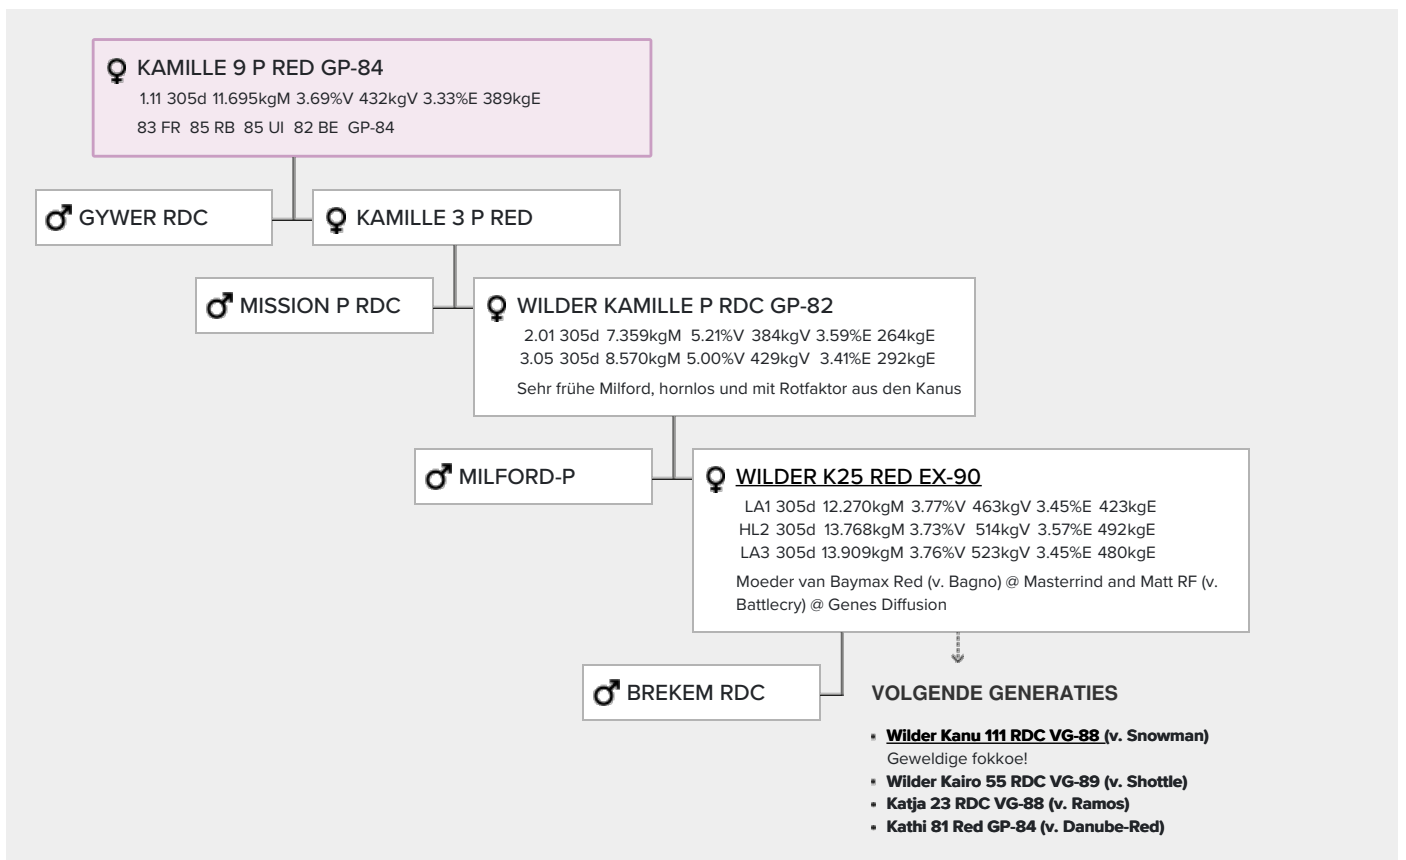 KAMILLE 9 P RED GP-84
1.11 305d 11.695kgM 3.69%V 432kgV 3.33%E 389kgE
83 FR 85 RB 85 UI 82 BE GP-84
GYWER RDC
KAMILLE 3 P RED
MISSION P RDC
WILDER KAMILLE P RDC GP-82
2.01 305d 7.359kgM 5.21%V 384kgV 3.59%E 264kgE
3.05 305d 8.570kgM 5.00%V 429kgV 3.41%E 292kgE
Sehr frühe Milford, hornlos und mit Rotfaktor aus den Kanus
MILFORD-P
WILDER K25 RED EX-90
LA1 305d 12.270kgM 3.77%V 463kgV 3.45%E 423kgE
HL2 305d 13.768kgM 3.73%V 514kgV 3.57%E 492kgE
LA3 305d 13.909kgM 3.76%V 523kgV 3.45%E 480kgE
Moeder van Baymax Red (v. Bagno) @ Masterrind and Matt RF (v.
Battlecry) @ Genes Diffusion
BREKEM RDC
VOLGENDE GENERATIES
▪ Wilder Kanu 111 RDC VG-88 (v. Snowman)
Geweldige fokkoe!
▪ Wilder Kairo 55 RDC VG-89 (v. Shottle)
▪ Katja 23 RDC VG-88 (v. Ramos)
▪ Kathi 81 Red GP-84 (v. Danube-Red)